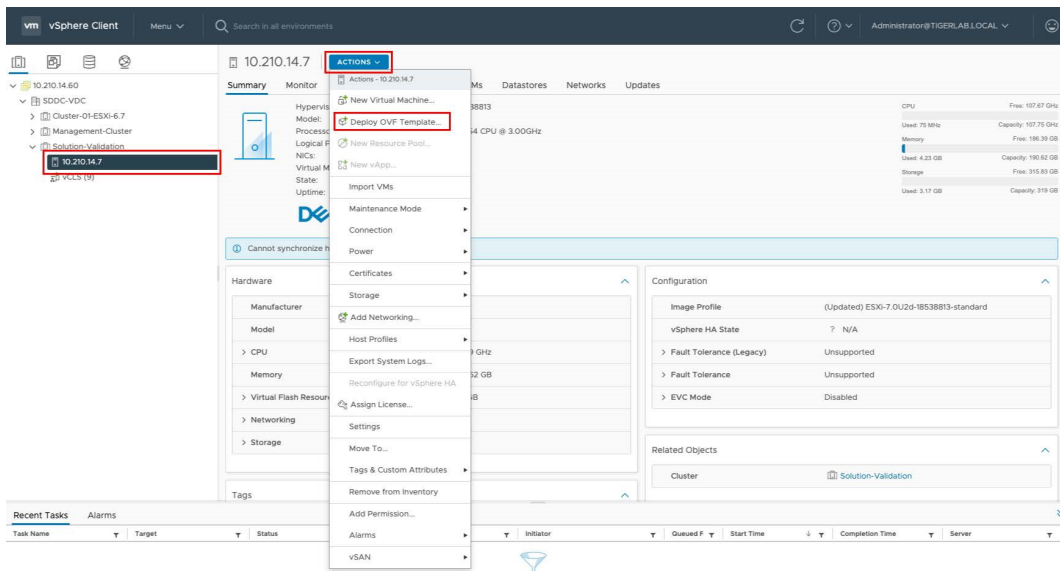 vm vSphere Client Menu Search in all environments Administrator@TIGERLAB.LOCAL
10.210.14.60
SDDC-VDC
Cluster-01-ESXi-6.7
Management-Cluster
Solution-Validation
10.210.14.7
vCLS (9)
10.210.14.7 ACTIONS
Summary Monitor Ms Datastores Networks Updates
Actions - 10.210.14.7
New Virtual Machine...
Deploy OVF Template...
New Resource Pool...
New vApp...
Import VMs
Maintenance Mode
Connection
Power
Certificates
Storage
Add Networking...
Host Profiles
Export System Logs...
Reconfigure for vSphere HA
Assign License...
Settings
Move To...
Tags & Custom Attributes
Remove from Inventory
Add Permission...
Alarms
vSAN
Hypervis 38813
Model:
Processo 54 CPU @ 3.00GHz
Logical P
NICs:
Virtual M
State:
Uptime:
CPU Free: 107.67 GHz
Used: 75 MHz Capacity: 107.75 GHz
Memory Free: 186.39 GB
Used: 4.23 GB Capacity: 190.62 GB
Storage Free: 315.83 GB
Used: 3.17 GB Capacity: 319 GB
Cannot synchronize h
Hardware
Manufacturer
Model
CPU 9 GHz
Memory 52 GB
Virtual Flash Resour GB
Networking
Storage
Tags
Configuration
Image Profile (Updated) ESXi-7.0U2d-18538813-standard
vSphere HA State ? N/A
Fault Tolerance (Legacy) Unsupported
Fault Tolerance Unsupported
EVC Mode Disabled
Related Objects
Cluster Solution-Validation
Recent Tasks Alarms
Task Name Target Status Initiator Queued F Start Time Completion Time Server